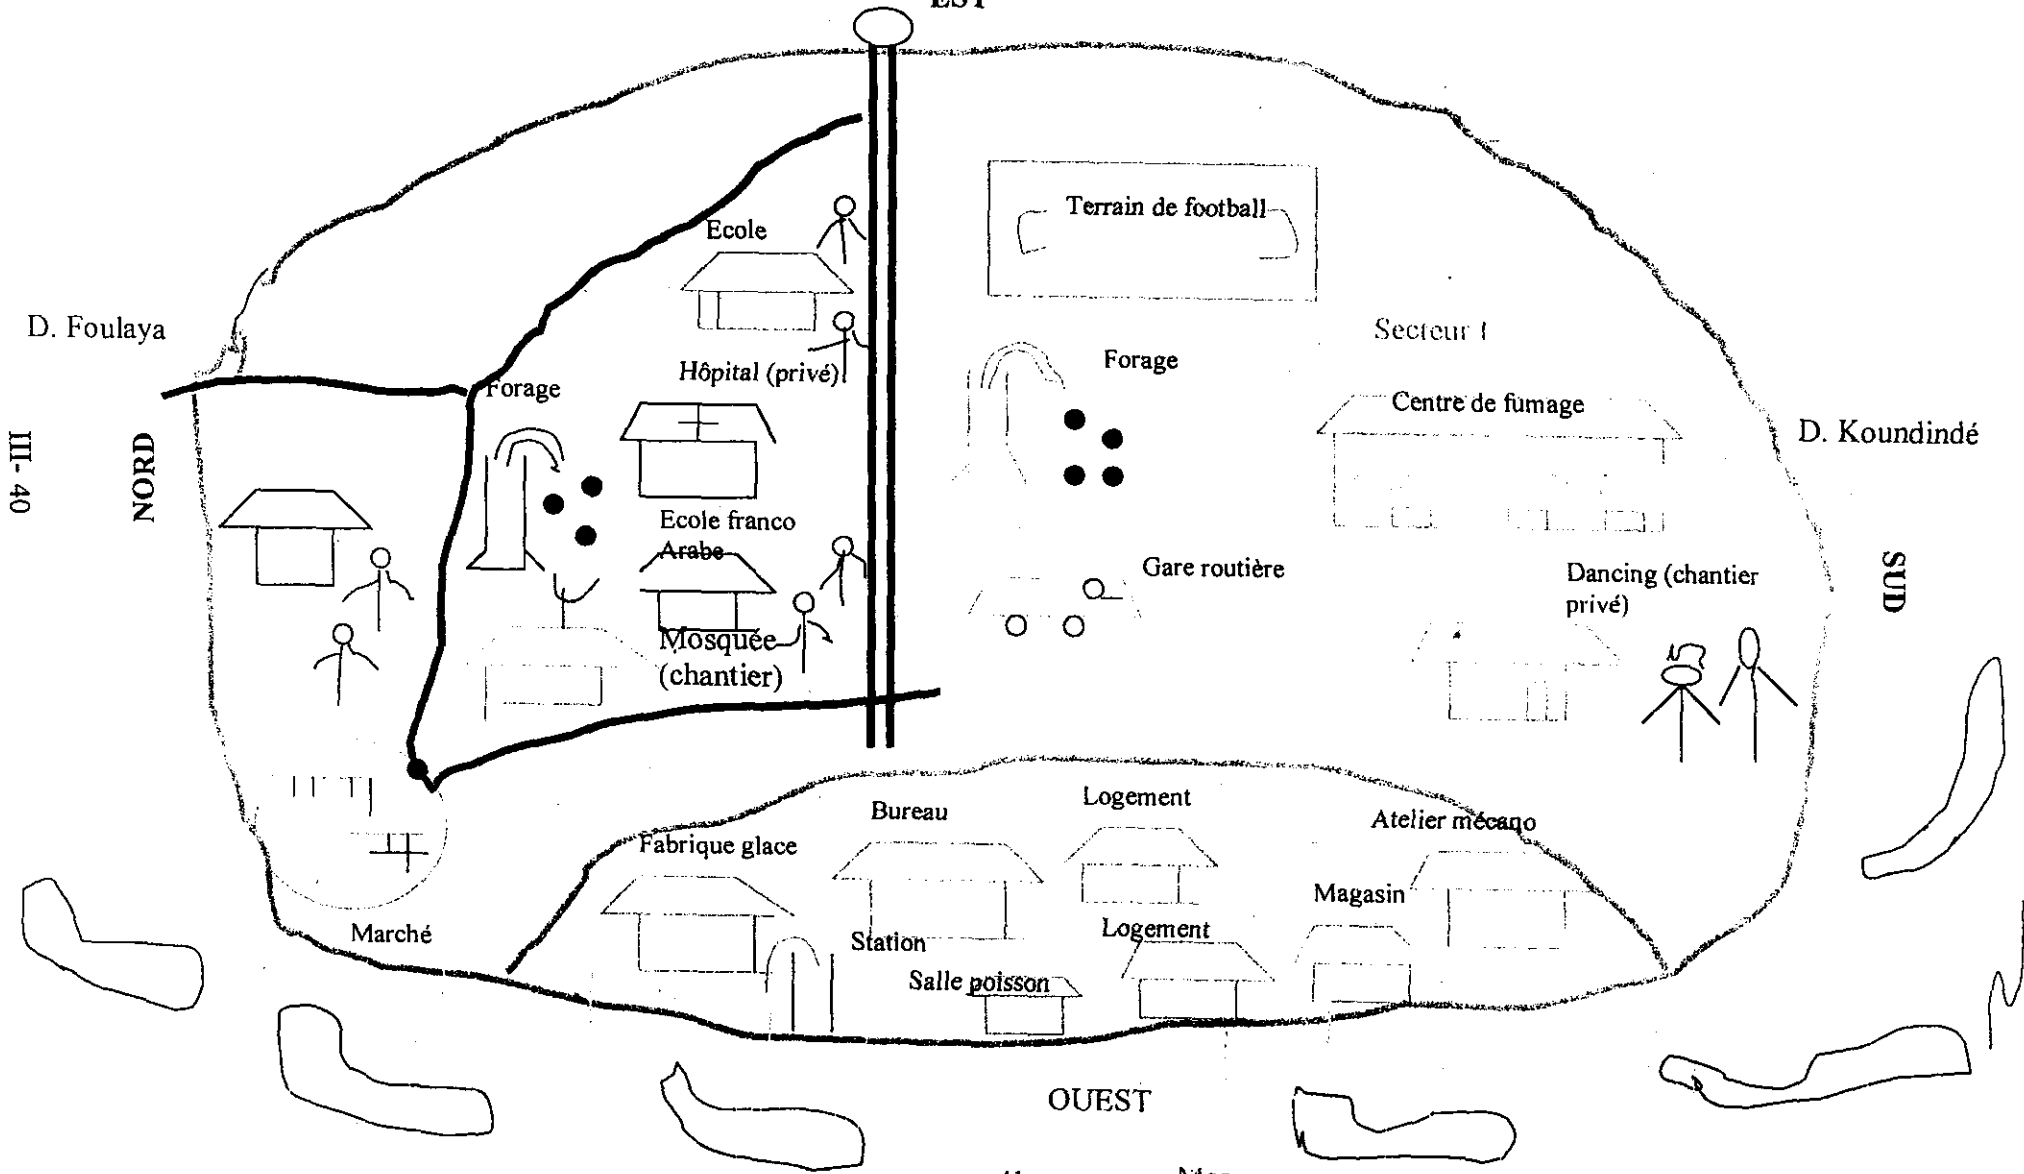 EST
Terrain de football
Ecole
D. Foulaya
Secteur I
Forage
Hôpital (privé)
Forage
Centre de fumage
D. Koundindé
NORD
III- 40
Ecole franco
Arabe
Gare routière
Dancing (chantier
privé)
SUD
Mosquée
(chantier)
Logement
Bureau
Atelier mécano
Fabrique glace
Magasin
Marché
Station
Logement
Salle poisson
OUEST